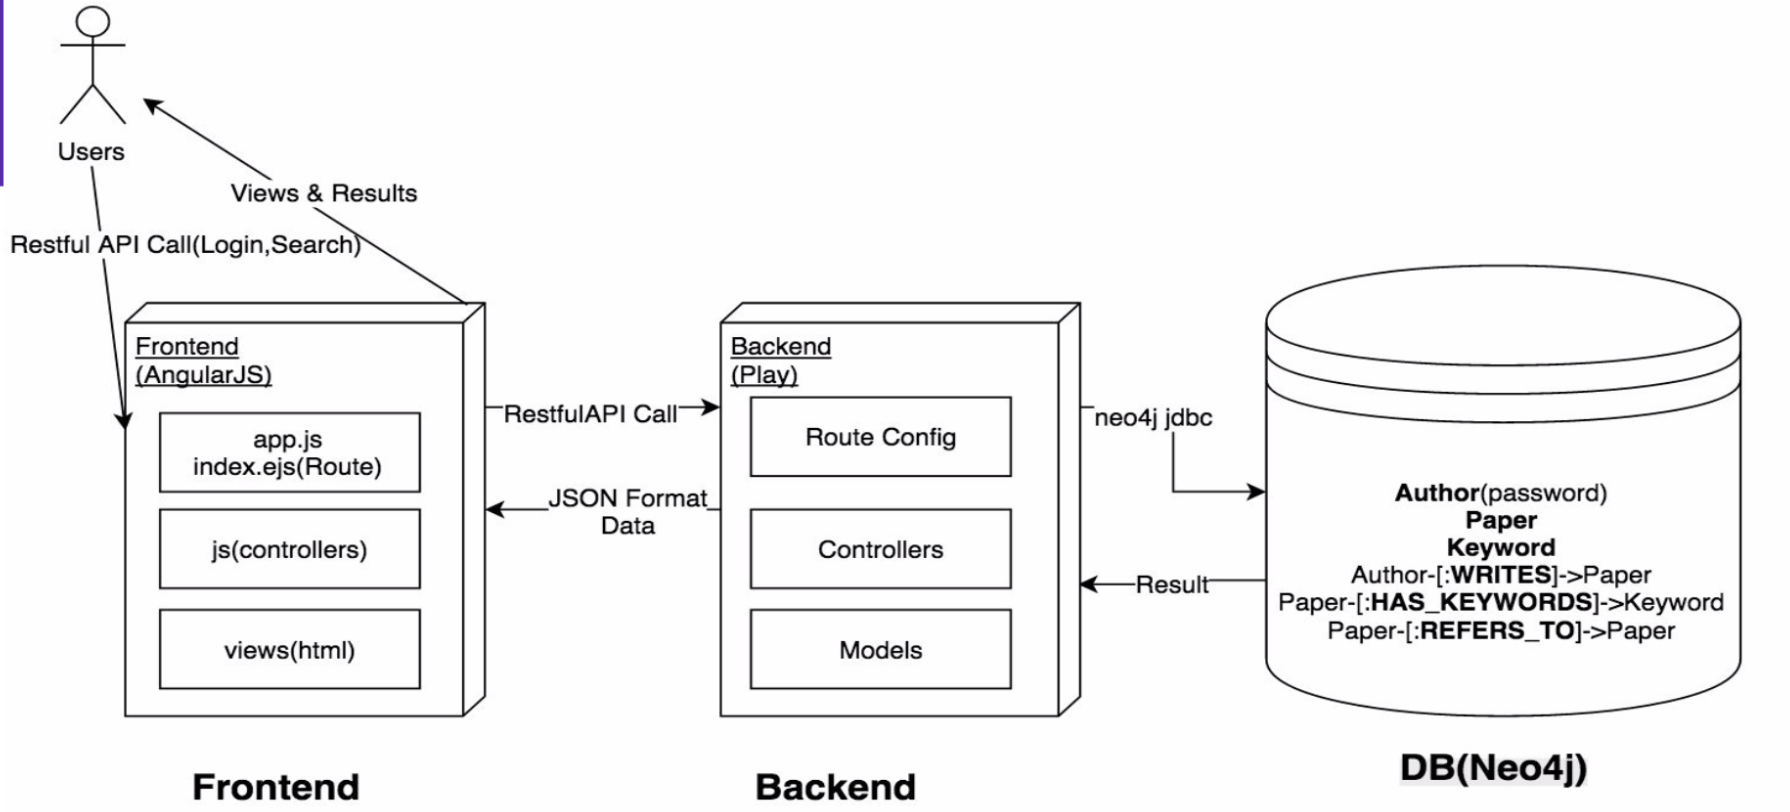 Users
Views & Results
Restful API Call(Login,Search)
Frontend
(AngularJS)
app.js
index.ejs(Route)
js(controllers)
views(html)
RestfulAPI Call
JSON Format
Data
Backend
(Play)
Route Config
Controllers
Models
neo4j jdbc
Result
Author(password)
Paper
Keyword
Author-[:WRITES]->Paper
Paper-[:HAS_KEYWORDS]->Keyword
Paper-[:REFERS_TO]->Paper
Frontend
Backend
DB(Neo4j)